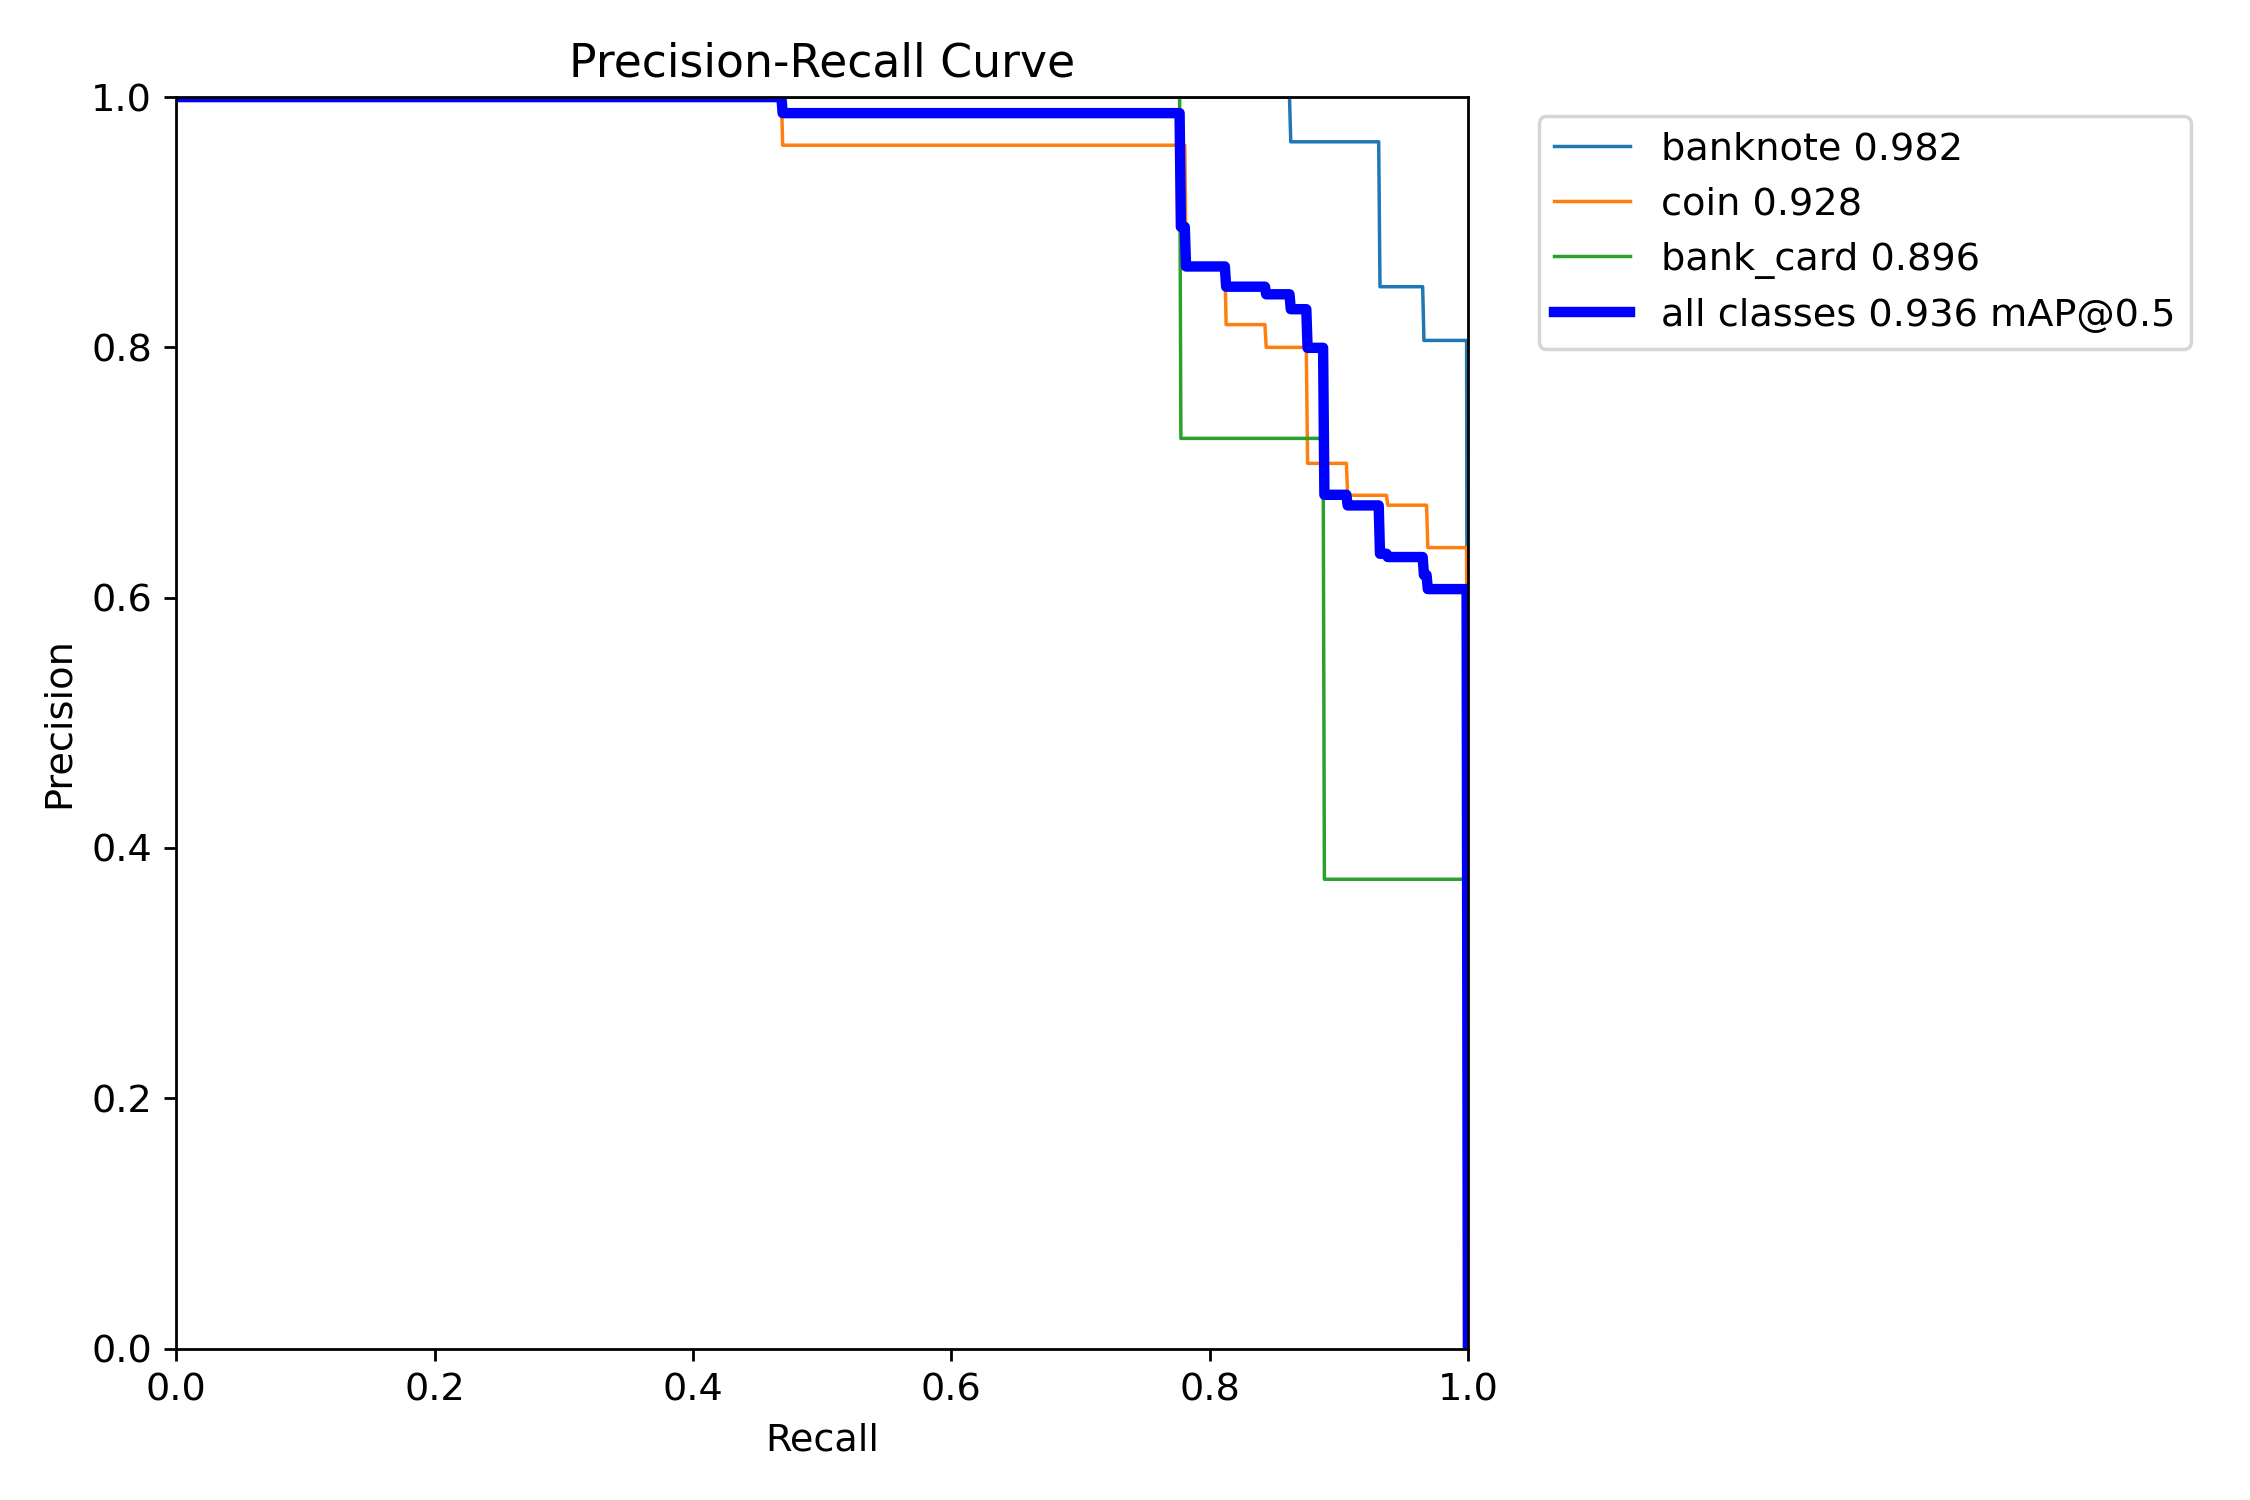 Precision-Recall Curve
1.0
0.8
0.6
0.4
0.2
0.0
Precision
0.0 0.2 0.4 0.6 0.8 1.0
Recall
banknote 0.982
coin 0.928
bank_card 0.896
all classes 0.936 mAP@0.5